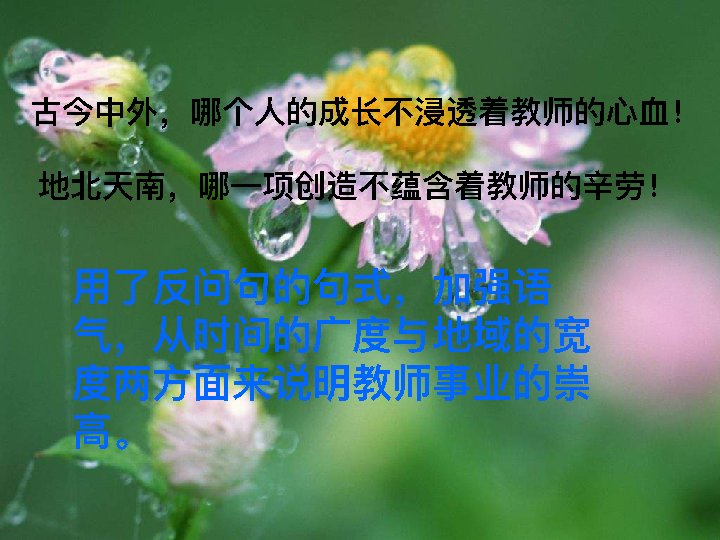 古今中外，哪个人的成长不浸透着教师的心血！
地北天南，哪一项创造不蕴含着教师的辛劳！
用了反问句的句式，加强语
气，从时间的广度与地域的宽
度两方面来说明教师事业的崇
高。